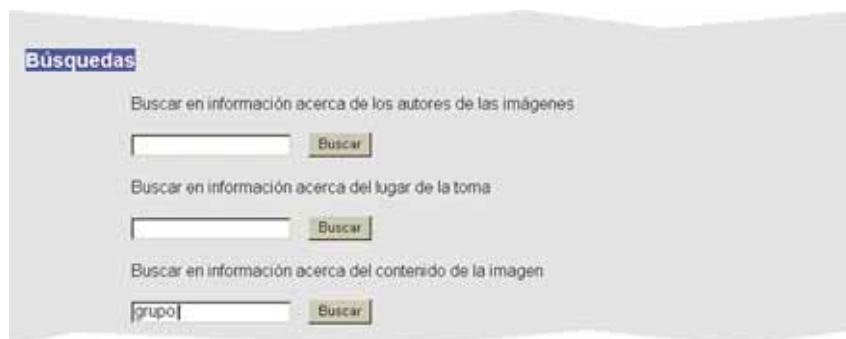 Búsquedas
Buscar en información acerca de los autores de las imágenes
Buscar
Buscar en información acerca del lugar de la toma
Buscar
Buscar en información acerca del contenido de la imagen
grupo Buscar